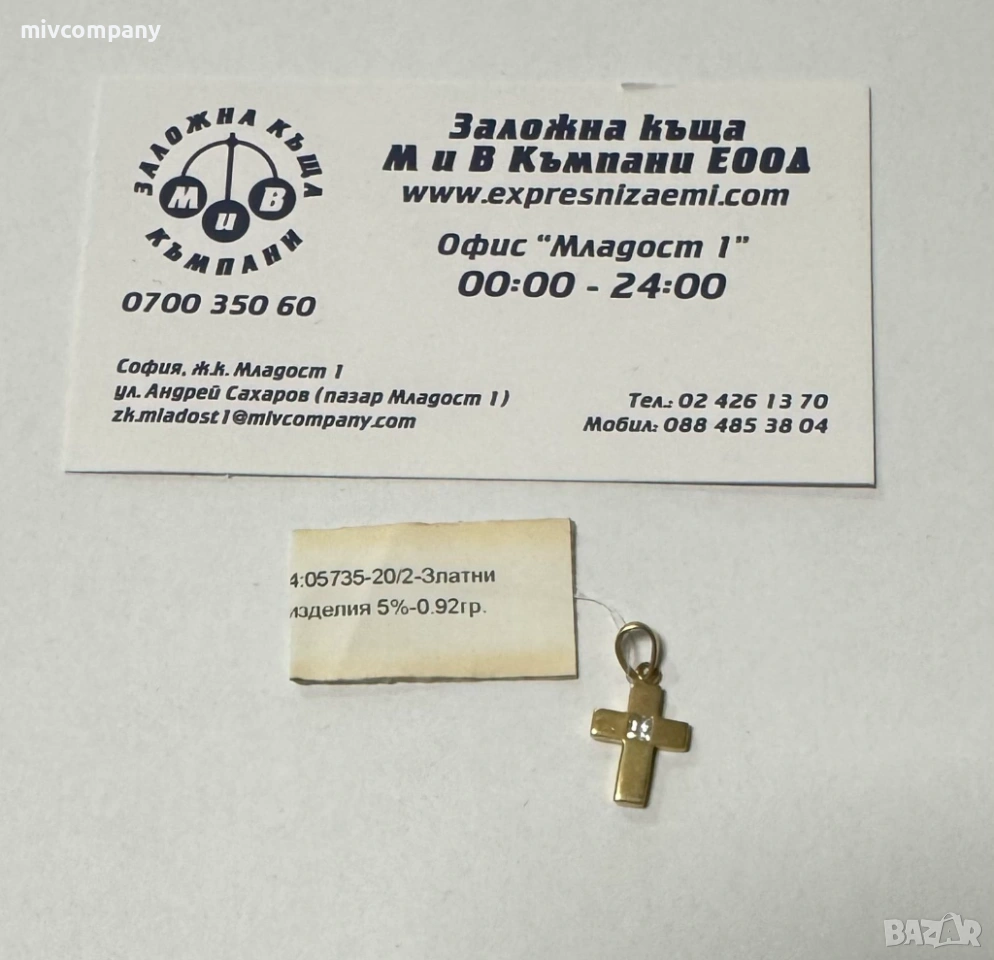 mivcompany
ЗАЛОЖНА КЪЩА
М и В
КЪМПАНИ
0700 350 60
Заложна къща
М и В Къмпани ЕООД
www.expresnizaemi.com
Офис “Младост 1”
00:00 - 24:00
София, ж.к. Младост 1
ул. Андрей Сахаров (пазар Младост 1)
zk.mladost1@mivcompany.com
Тел.: 02 426 13 70
Мобил: 088 485 38 04
4:05735-20/2-Златни
изделия 5%-0.92гр.
BAZAR